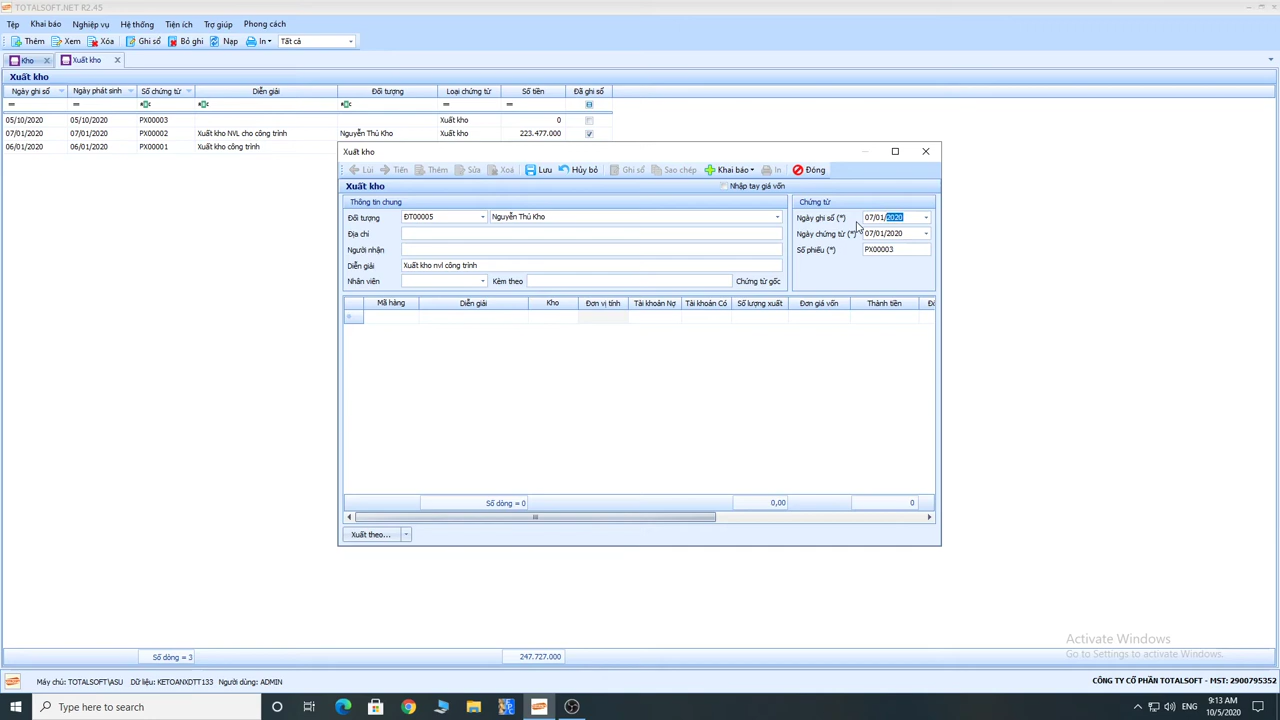 TOTALSOFT.NET R2.45
Tệp Khai báo Nghiệp vụ Hệ thống Tiện ích Trợ giúp Phong cách
Thêm Xem Xóa Ghi sổ Bỏ ghi Nạp In Tất cả
Kho Xuất kho
Xuất kho
Ngày ghi sổ Ngày phát sinh Số chứng từ Diễn giải Đối tượng Loại chứng từ Số tiền Đã ghi sổ
05/10/2020 05/10/2020 PX00003 Xuất kho 0
07/01/2020 07/01/2020 PX00002 Xuất kho NVL cho công trình Nguyễn Thủ Kho Xuất kho 223.477.000
06/01/2020 06/01/2020 PX00001 Xuất kho công trình
Xuất kho
Lùi Tiến Thêm Sửa Xoá Lưu Hủy bỏ Ghi sổ Sao chép Khai báo In Đóng
Xuất kho Nhập tay giá vốn
Thông tin chung Chứng từ
Đối tượng ĐT00005 Nguyễn Thủ Kho Ngày ghi sổ (*) 07/01/2020
Địa chỉ Ngày chứng từ (*) 07/01/2020
Người nhận Số phiếu (*) PX00003
Diễn giải Xuất kho nvl công trình
Nhân viên Kèm theo Chứng từ gốc
Mã hàng Diễn giải Kho Đơn vị tính Tài khoản Nợ Tài khoản Có Số lượng xuất Đơn giá vốn Thành tiền
Số dòng = 0 0,00 0
Xuất theo...
Activate Windows
Go to Settings to activate Windows.
Số dòng = 3 247.727.000
Máy chủ: TOTALSOFT\ASU Dữ liệu: KETOANXDTT133 Người dùng: ADMIN CÔNG TY CỔ PHẦN TOTALSOFT - MST: 2900795352
Type here to search ENG 9:13 AM
10/5/2020